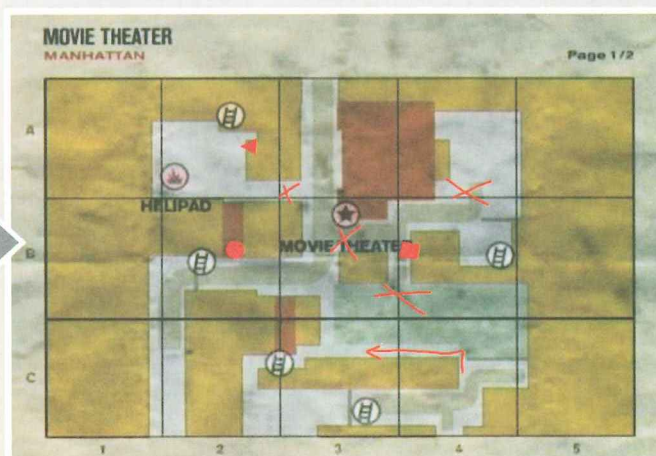 MOVIE THEATER
MANHATTAN
Page 1/2
A
HELIPAD
MOVIE THEATER
B
C
1 2 3 4 5